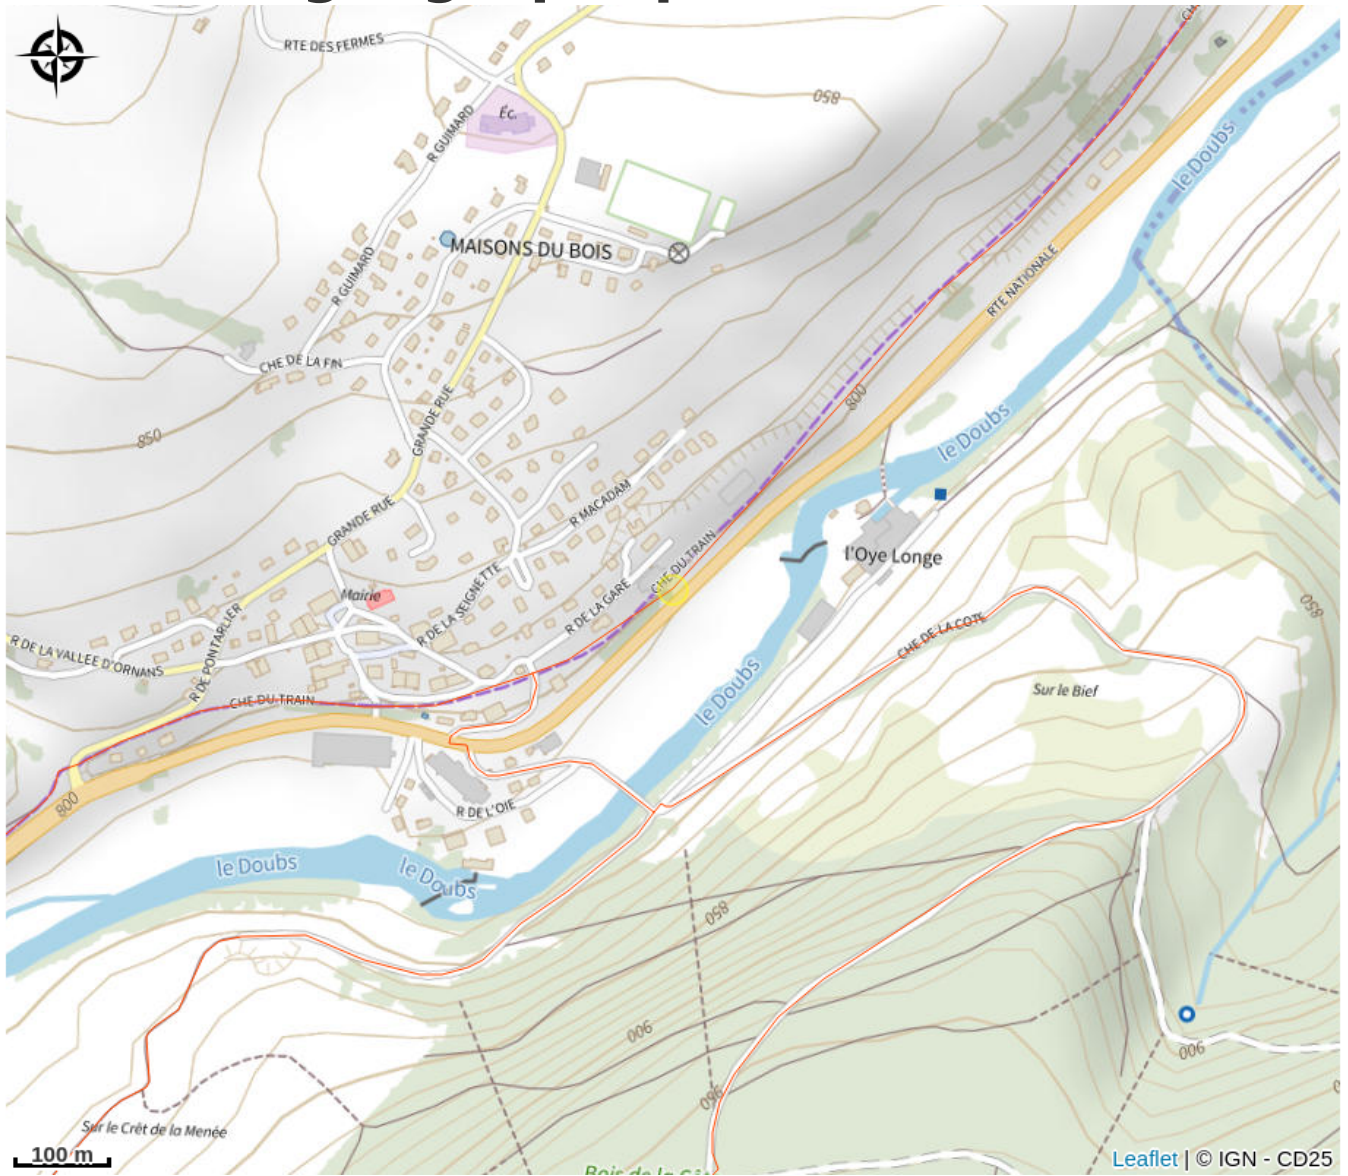 RTE DES FERMES
850
Éc.
R GUIMARD
le Doubs
MAISONS DU BOIS
R GUIMARD
RTE NATIONALE
CHE DE LA FIN
800
GRANDE RUE
850
le Doubs
R MACADAM
GRANDE RUE
CHE DU TRAIN
l'Oye Longe
R DE LA SEIGNETTE
Mairie
R DE LA GARE
850
CHE DE LA COTE
R DE LA VALLEE D'ORNANS
R DE PONTARLIER
le Doubs
Sur le Bief
CHE DU TRAIN
800
R DE L'OIE
le Doubs
le Doubs
850
900
900
950
Sur le Crêt de la Menée
100 m
Leaflet | © IGN - CD25